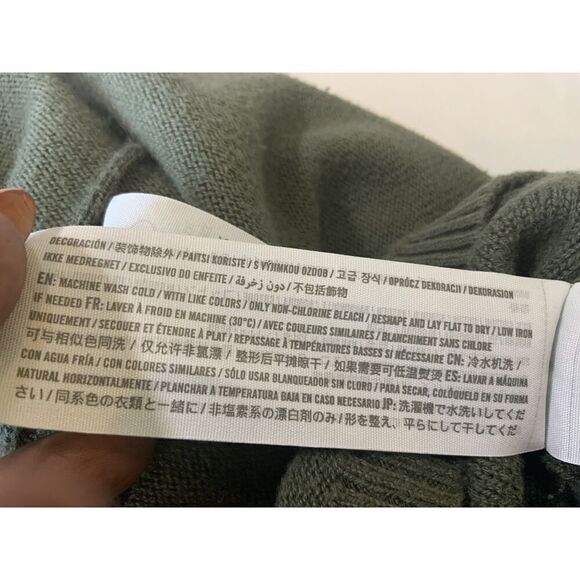 DECORACIÓN / 装饰物除外 / PAITSI KORISTE / S VÝJIMKOU OZDOB / 고급 장식 / OPRÓCZ DEKORACJI / DEKORASION
IKKE MEDREGNET / EXCLUSIVO DO ENFEITE / دون زخرفة / 不包括飾物
EN: MACHINE WASH COLD / WITH LIKE COLORS / ONLY NON-CHLORINE BLEACH / RESHAPE AND LAY FLAT TO DRY / LOW IRON
IF NEEDED FR: LAVER À FROID EN MACHINE (30°C) / AVEC COULEURS SIMILAIRES / BLANCHIMENT SANS CHLORE
UNIQUEMENT / SECOUER ET ÉTENDRE À PLAT / REPASSAGE À TEMPÉRATURES BASSES SI NÉCESSAIRE CN: 冷水机洗 /
可与相似色同洗 / 仅允许非氯漂 / 整形后平摊晾干 / 如果需要可低温熨烫 ES: LAVAR A MÁQUINA
CON AGUA FRÍA / CON COLORES SIMILARES / SÓLO USAR BLANQUEADOR SIN CLORO / PARA SECAR, COLÓQUELO EN SU FORMA
NATURAL HORIZONTALMENTE / PLANCHAR A TEMPERATURA BAJA EN CASO NECESARIO JP: 洗濯機で水洗いしてくだ
さい / 同系色の衣類と一緒に / 非塩素系の漂白剤のみ / 形を整え、平らにして干してくだ